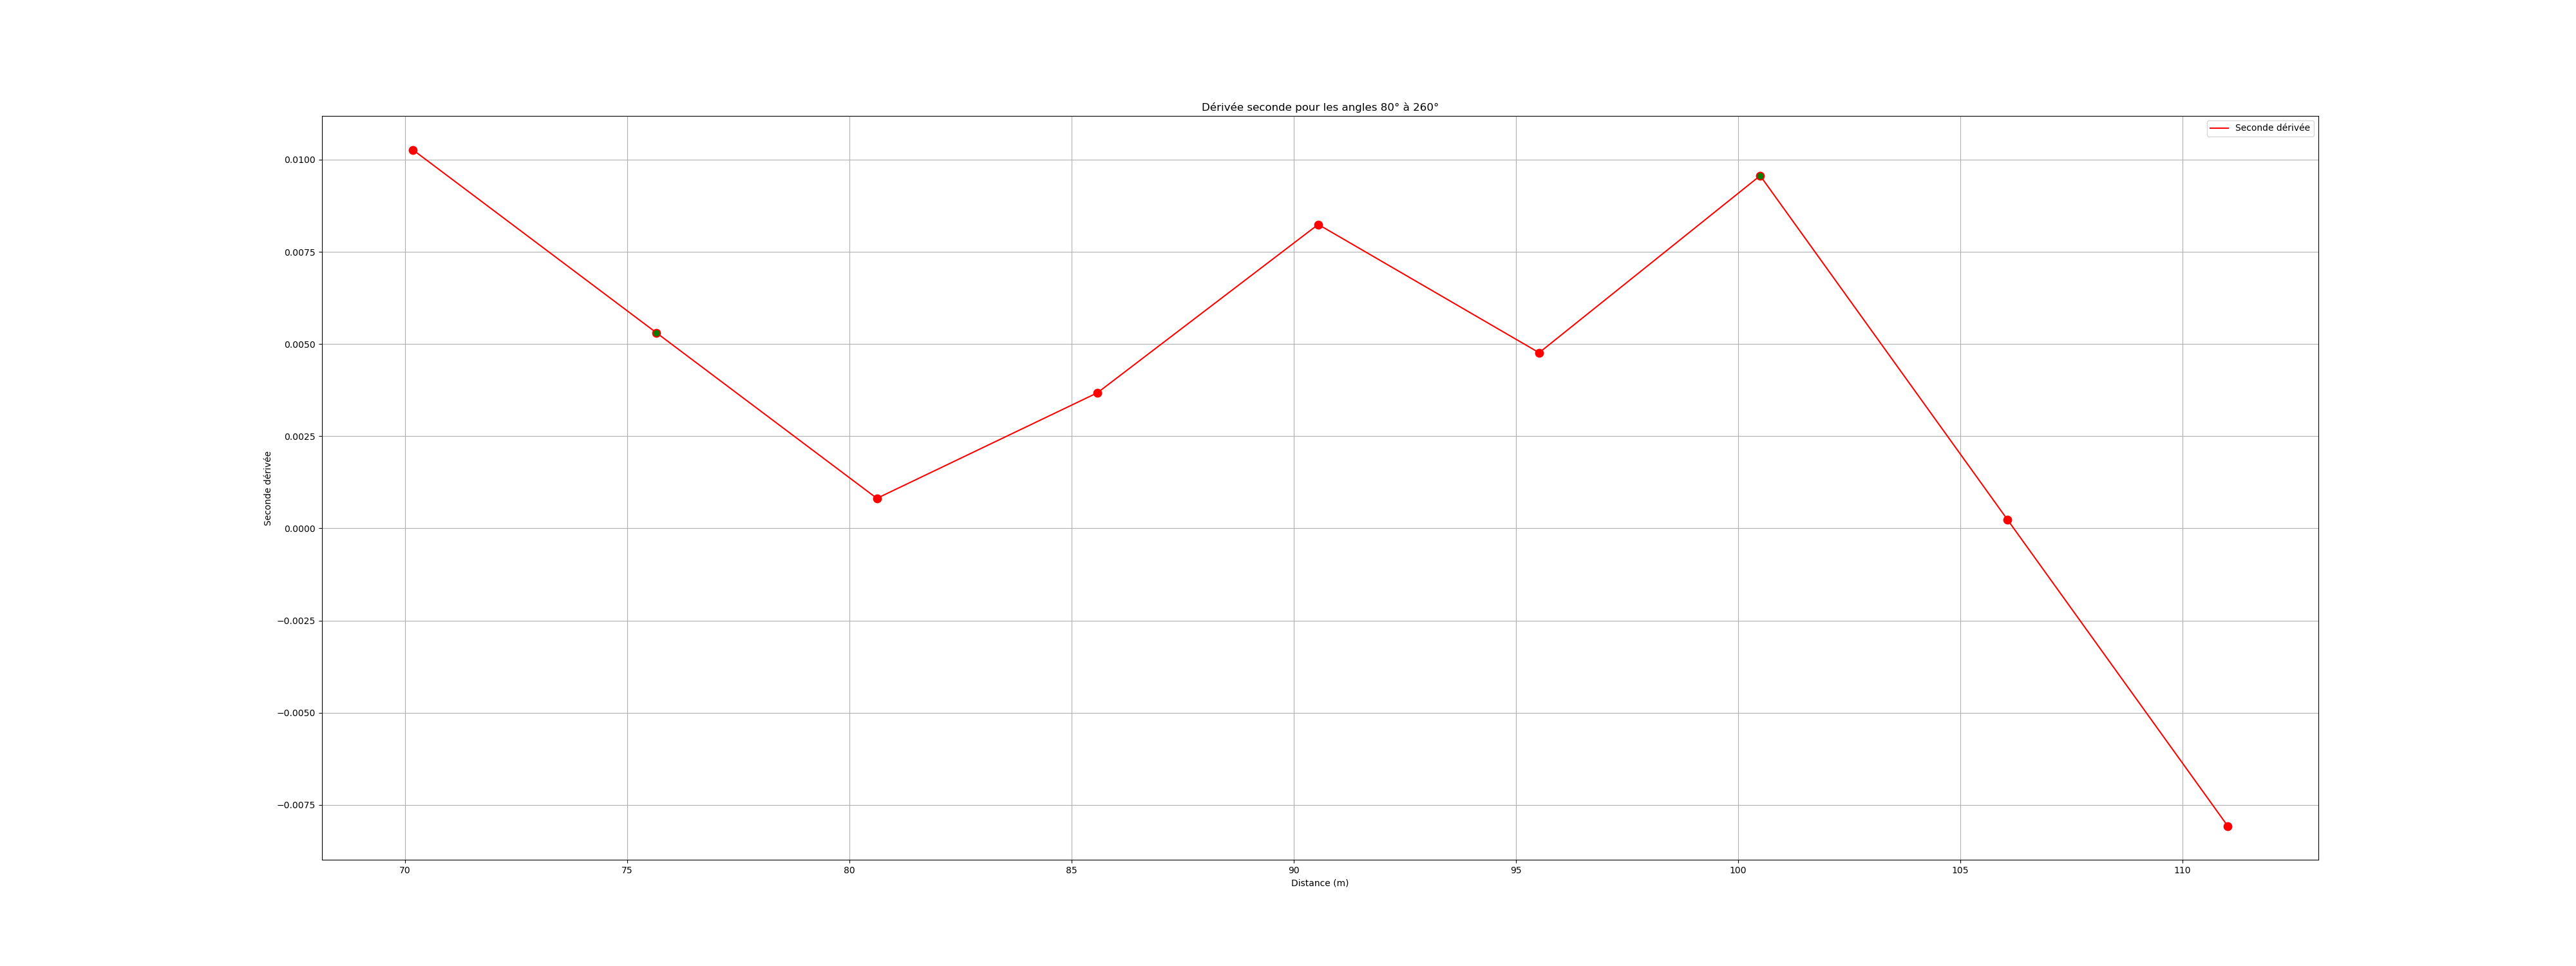 Dérivée seconde pour les angles 80° à 260°
Seconde dérivée
0.0100
0.0075
0.0050
0.0025
0.0000
−0.0025
−0.0050
−0.0075
Seconde dérivée
70 75 80 85 90 95 100 105 110
Distance (m)